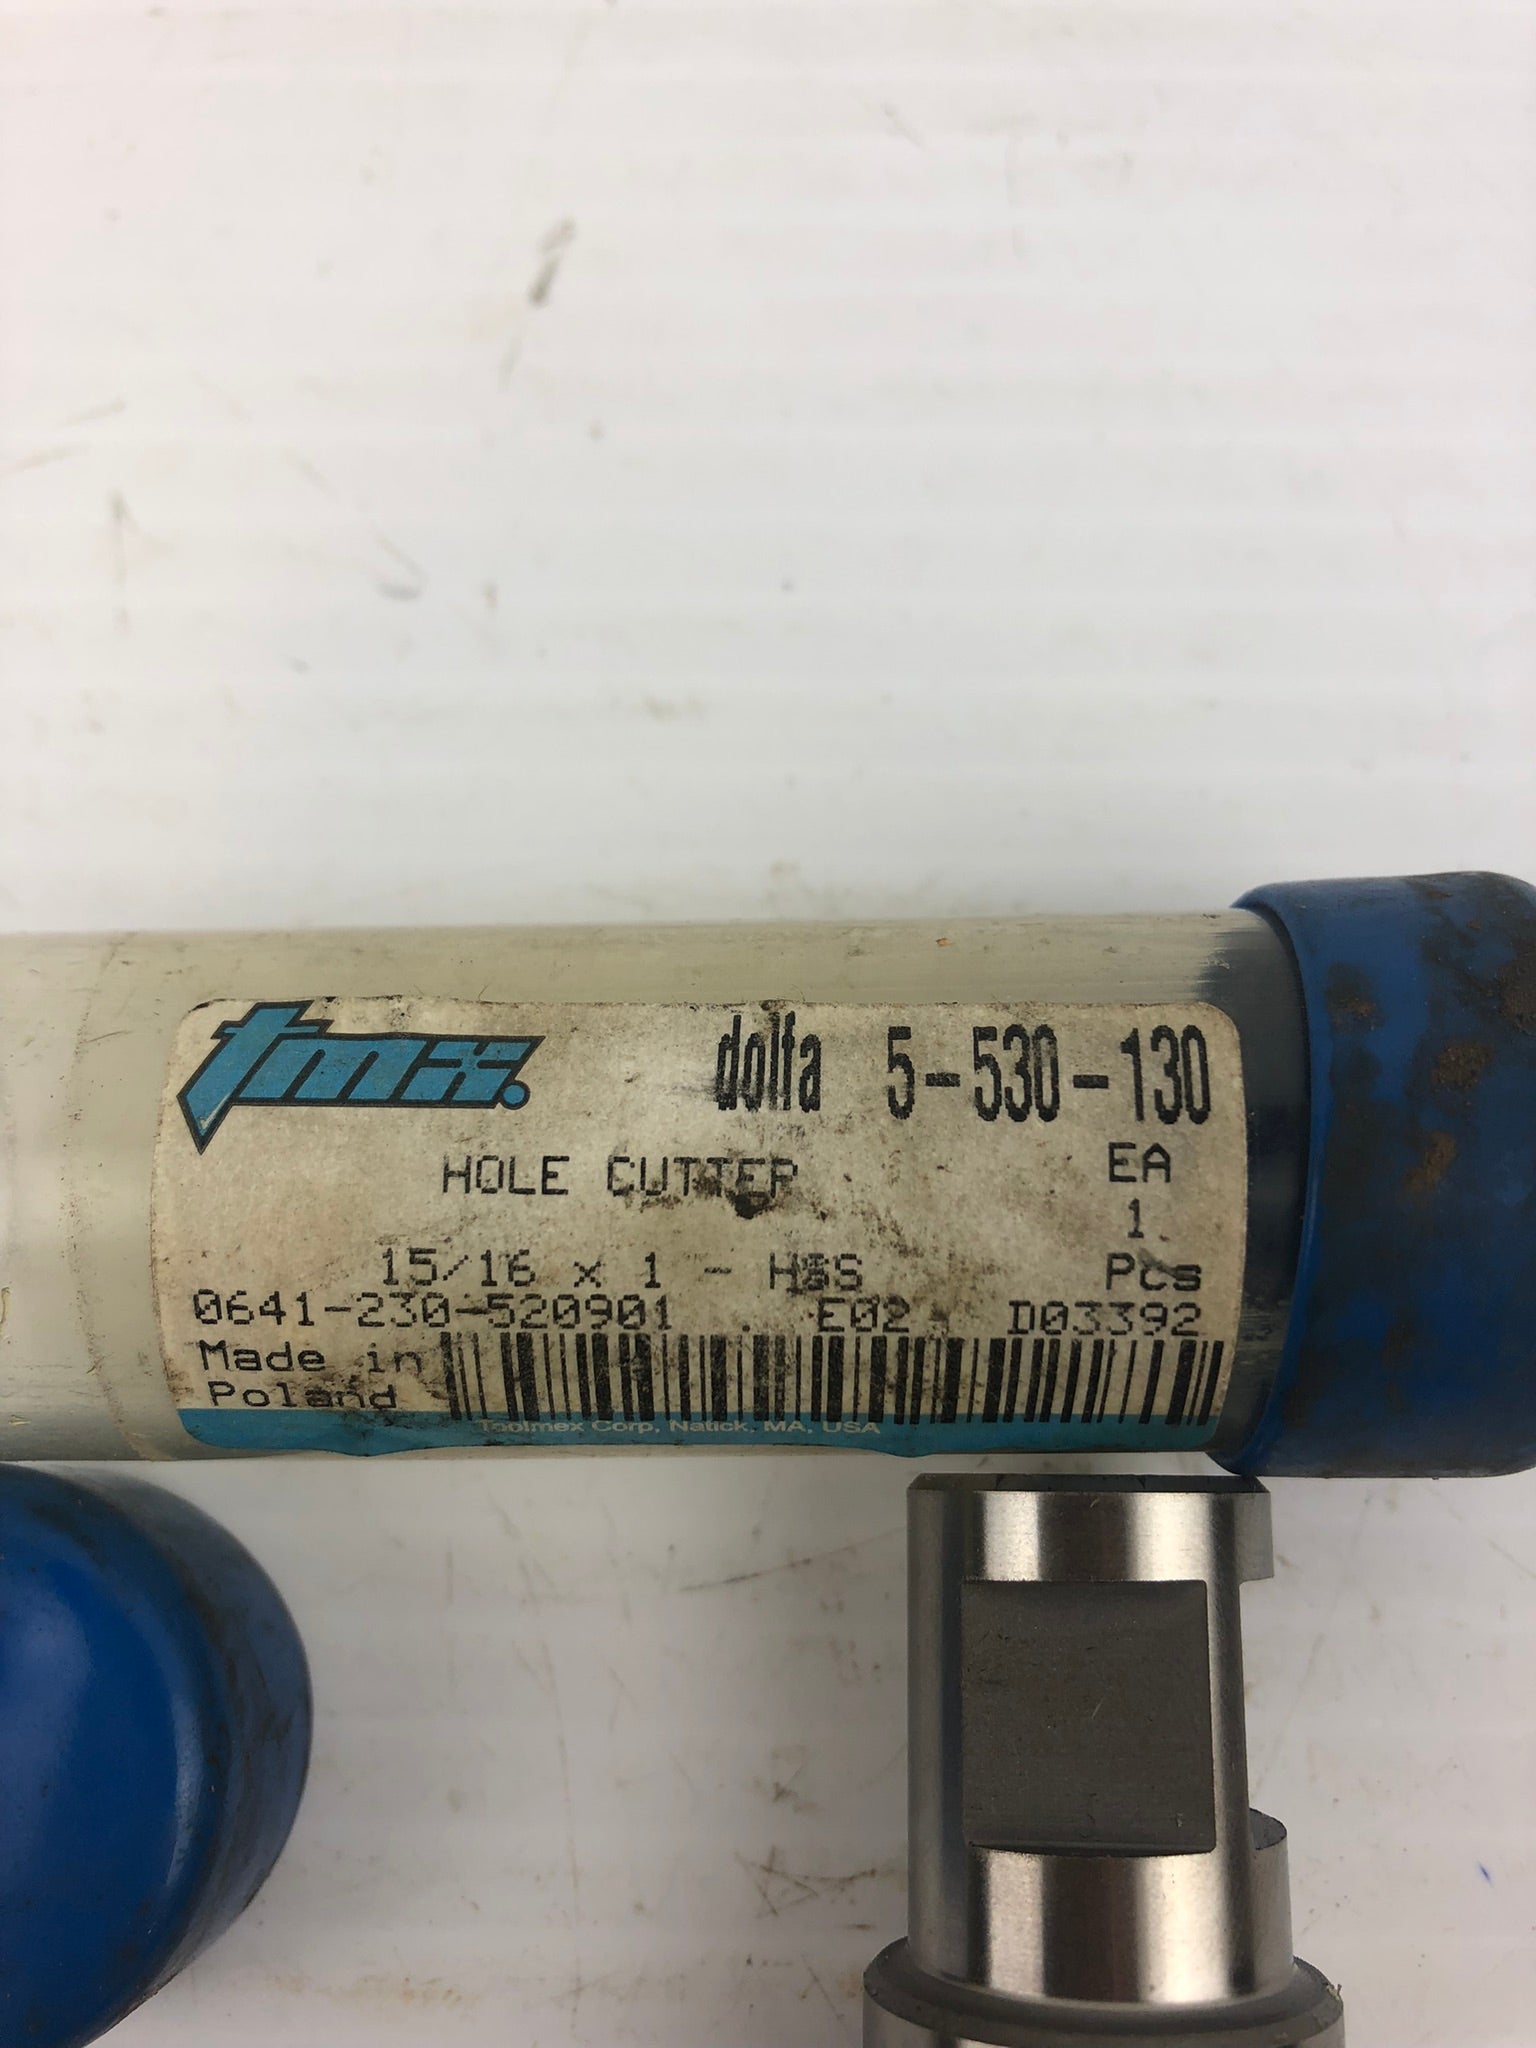 tmx.
dolfa 5-530-130
HOLE CUTTER EA
1
15/16 x 1 - HSS Pcs
0641-230-520901 E02 D03392
Made in
Poland
Toolmex Corp, Natick, MA, USA